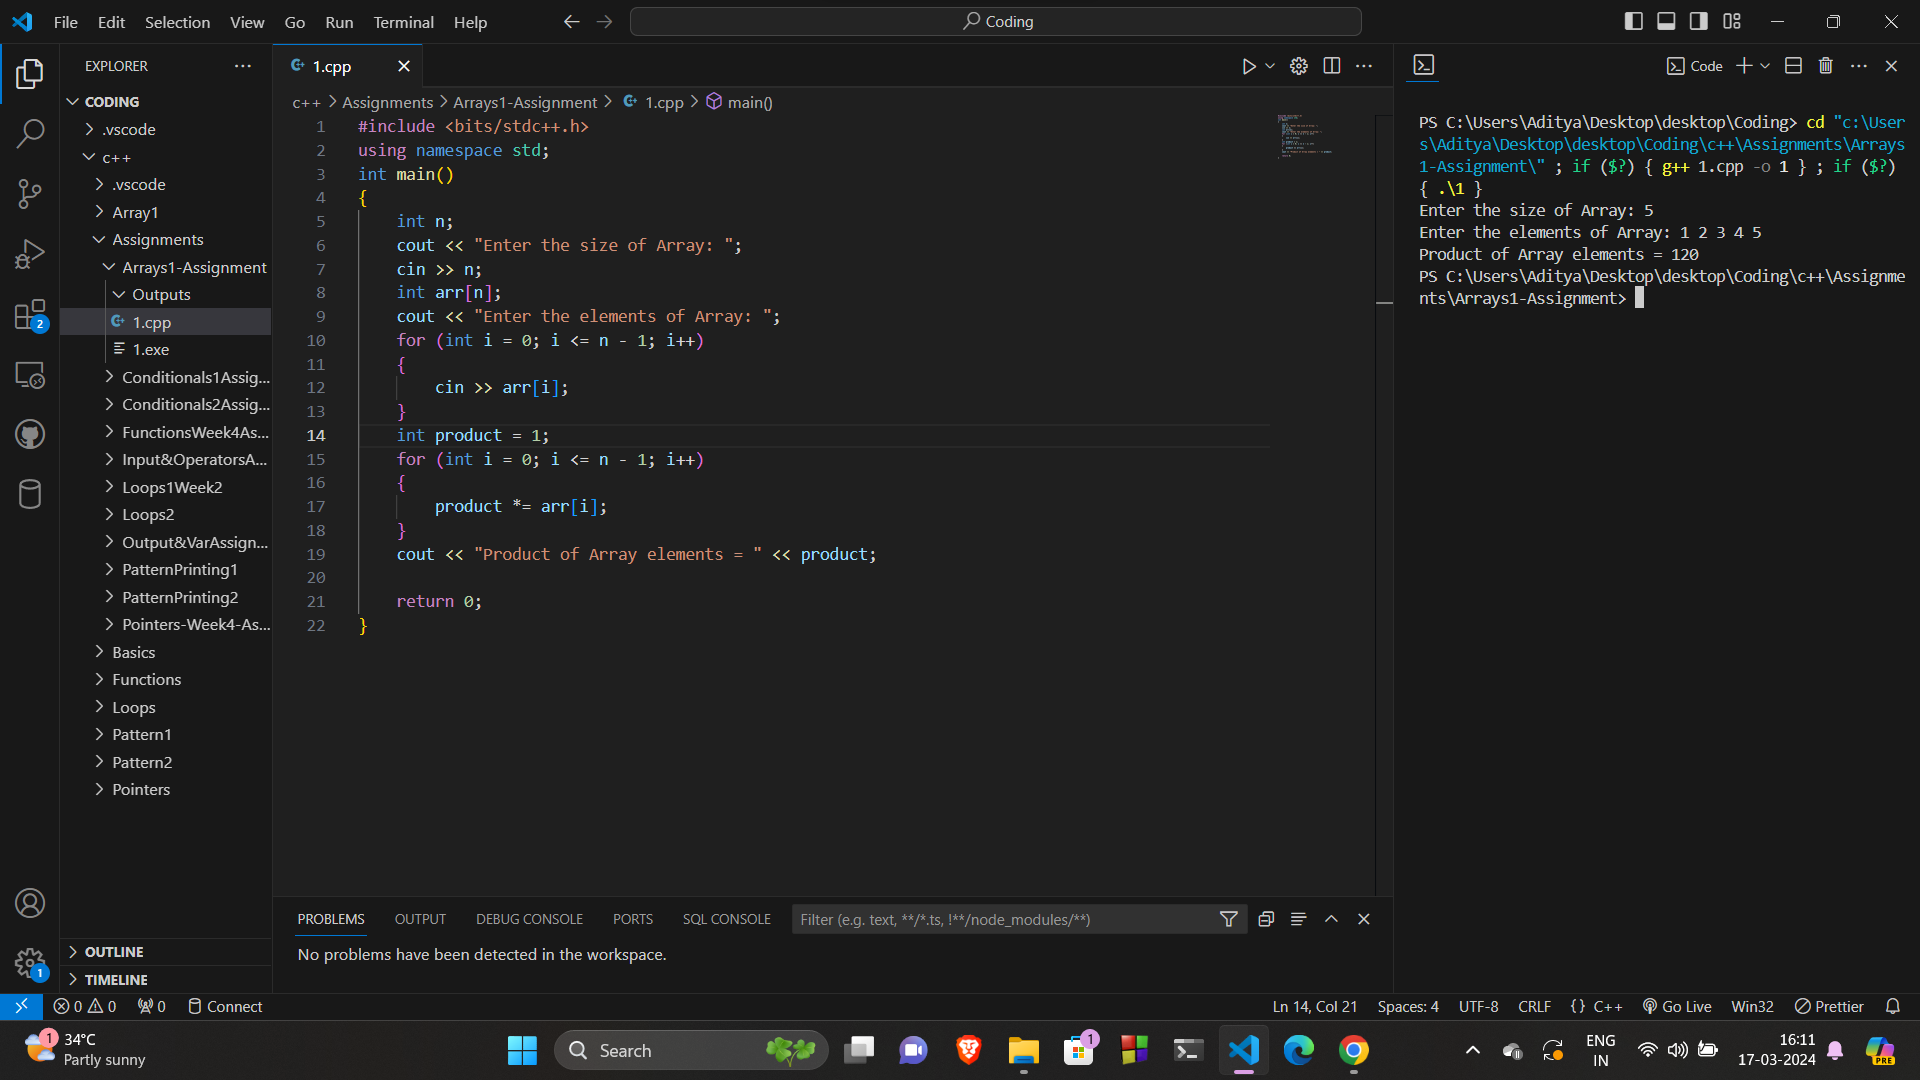 File Edit Selection View Go Run Terminal Help
Coding
EXPLORER
CODING
.vscode
c++
.vscode
Array1
Assignments
Arrays1-Assignment
Outputs
1.cpp
1.exe
Conditionals1Assig...
Conditionals2Assig...
FunctionsWeek4As...
Input&OperatorsA...
Loops1Week2
Loops2
Output&VarAssign...
PatternPrinting1
PatternPrinting2
Pointers-Week4-As...
Basics
Functions
Loops
Pattern1
Pattern2
Pointers
OUTLINE
TIMELINE
2
1
1.cpp
c++ > Assignments > Arrays1-Assignment > 1.cpp > main()
1 #include <bits/stdc++.h>
2 using namespace std;
3 int main()
4 {
5 int n;
6 cout << "Enter the size of Array: ";
7 cin >> n;
8 int arr[n];
9 cout << "Enter the elements of Array: ";
10 for (int i = 0; i <= n - 1; i++)
11 {
12 cin >> arr[i];
13 }
14 int product = 1;
15 for (int i = 0; i <= n - 1; i++)
16 {
17 product *= arr[i];
18 }
19 cout << "Product of Array elements = " << product;
20
21 return 0;
22 }
PROBLEMS OUTPUT DEBUG CONSOLE PORTS SQL CONSOLE Filter (e.g. text, **/*.ts, !**/node_modules/**)
No problems have been detected in the workspace.
Code
PS C:\Users\Aditya\Desktop\desktop\Coding> cd "c:\User
s\Aditya\Desktop\desktop\Coding\c++\Assignments\Arrays
1-Assignment\" ; if ($?) { g++ 1.cpp -o 1 } ; if ($?)
{ .\1 }
Enter the size of Array: 5
Enter the elements of Array: 1 2 3 4 5
Product of Array elements = 120
PS C:\Users\Aditya\Desktop\desktop\Coding\c++\Assignme
nts\Arrays1-Assignment>
0 0 0 Connect Ln 14, Col 21 Spaces: 4 UTF-8 CRLF {} C++ Go Live Win32 Prettier
1 34°C
Partly sunny
Search
1
ENG
IN
16:11
17-03-2024
PRE